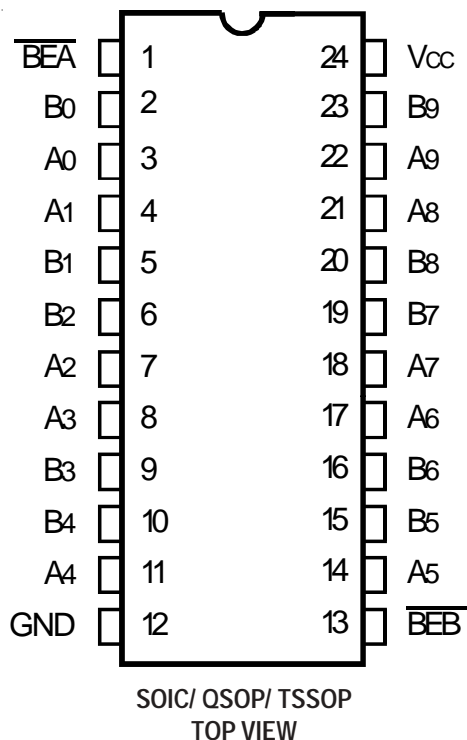 BEA 1 24 Vcc
B0 2 23 B9
A0 3 22 A9
A1 4 21 A8
B1 5 20 B8
B2 6 19 B7
A2 7 18 A7
A3 8 17 A6
B3 9 16 B6
B4 10 15 B5
A4 11 14 A5
GND 12 13 BEB
SOIC/ QSOP/ TSSOP
TOP VIEW